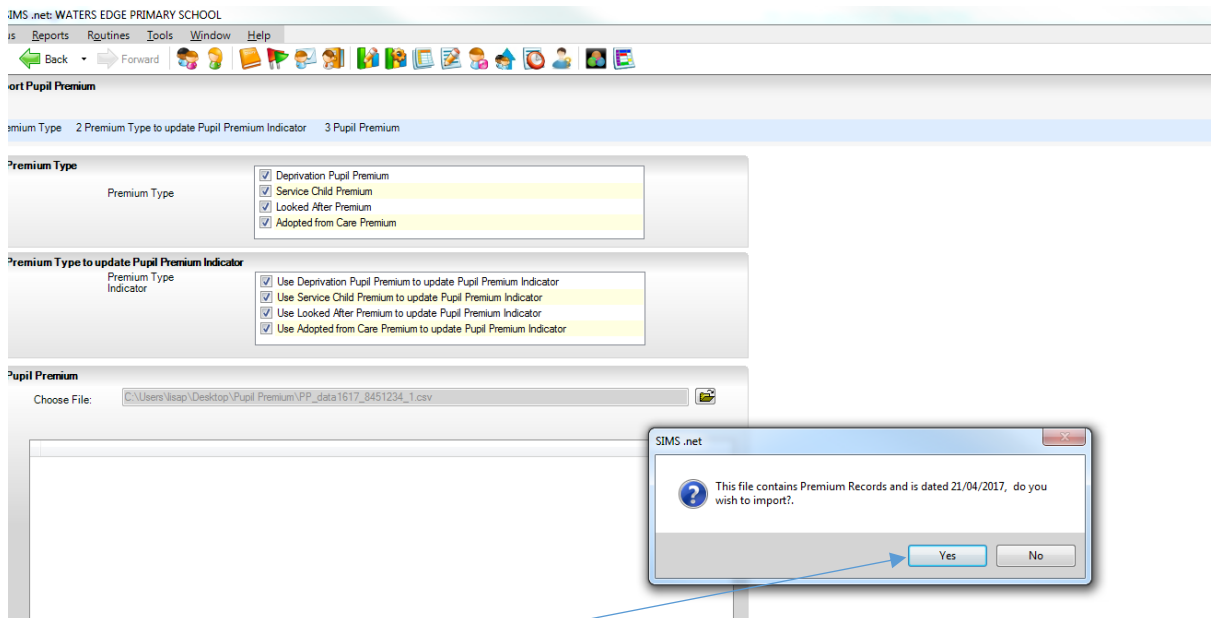 SIMS .net: WATERS EDGE PRIMARY SCHOOL
us Reports Routines Tools Window Help
Back Forward
ort Pupil Premium
emium Type 2 Premium Type to update Pupil Premium Indicator 3 Pupil Premium
Premium Type
Premium Type
Deprivation Pupil Premium
Service Child Premium
Looked After Premium
Adopted from Care Premium
Premium Type to update Pupil Premium Indicator
Premium Type
Indicator
Use Deprivation Pupil Premium to update Pupil Premium Indicator
Use Service Child Premium to update Pupil Premium Indicator
Use Looked After Premium to update Pupil Premium Indicator
Use Adopted from Care Premium to update Pupil Premium Indicator
Pupil Premium
Choose File: C:\Users\lisap\Desktop\Pupil Premium\PP_data1617_8451234_1.csv
SIMS .net
This file contains Premium Records and is dated 21/04/2017, do you
wish to import?.
Yes No